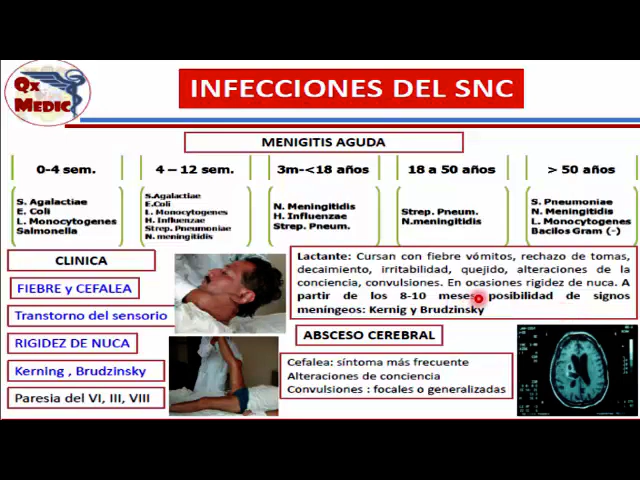 Qx
MEDIC
INFECCIONES DEL SNC
MENIGITIS AGUDA
0-4 sem.
4 – 12 sem.
3m-<18 años
18 a 50 años
> 50 años
S. Agalactiae
E. Coli
L. Monocytogenes
Salmonella
S.Agalactiae
E.Coli
L. Monocytogenes
H. Influenzae
Strep. Pneumoniae
N. meningitidis
N. Meningitidis
H. Influenzae
Strep. Pneum.
Strep. Pneum.
N.meningitidis
S. Pneumoniae
N. Meningitidis
L. Monocytogenes
Bacilos Gram (-)
CLINICA
FIEBRE y CEFALEA
Transtorno del sensorio
RIGIDEZ DE NUCA
Kerning , Brudzinsky
Paresia del VI, III, VIII
Lactante: Cursan con fiebre vómitos, rechazo de tomas,
decaimiento, irritabilidad, quejido, alteraciones de la
conciencia, convulsiones. En ocasiones rigidez de nuca. A
partir de los 8-10 meses posibilidad de signos
meníngeos: Kernig y Brudzinsky
ABSCESO CEREBRAL
Cefalea: síntoma más frecuente
Alteraciones de conciencia
Convulsiones : focales o generalizadas